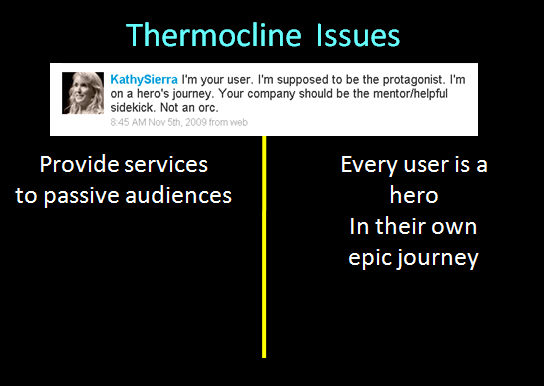 Thermocline Issues
KathySierra I'm your user. I'm supposed to be the protagonist. I'm
on a hero's journey. Your company should be the mentor/helpful
sidekick. Not an orc.
8:45 AM Nov 5th, 2009 from web
Provide services
to passive audiences
Every user is a
hero
In their own
epic journey